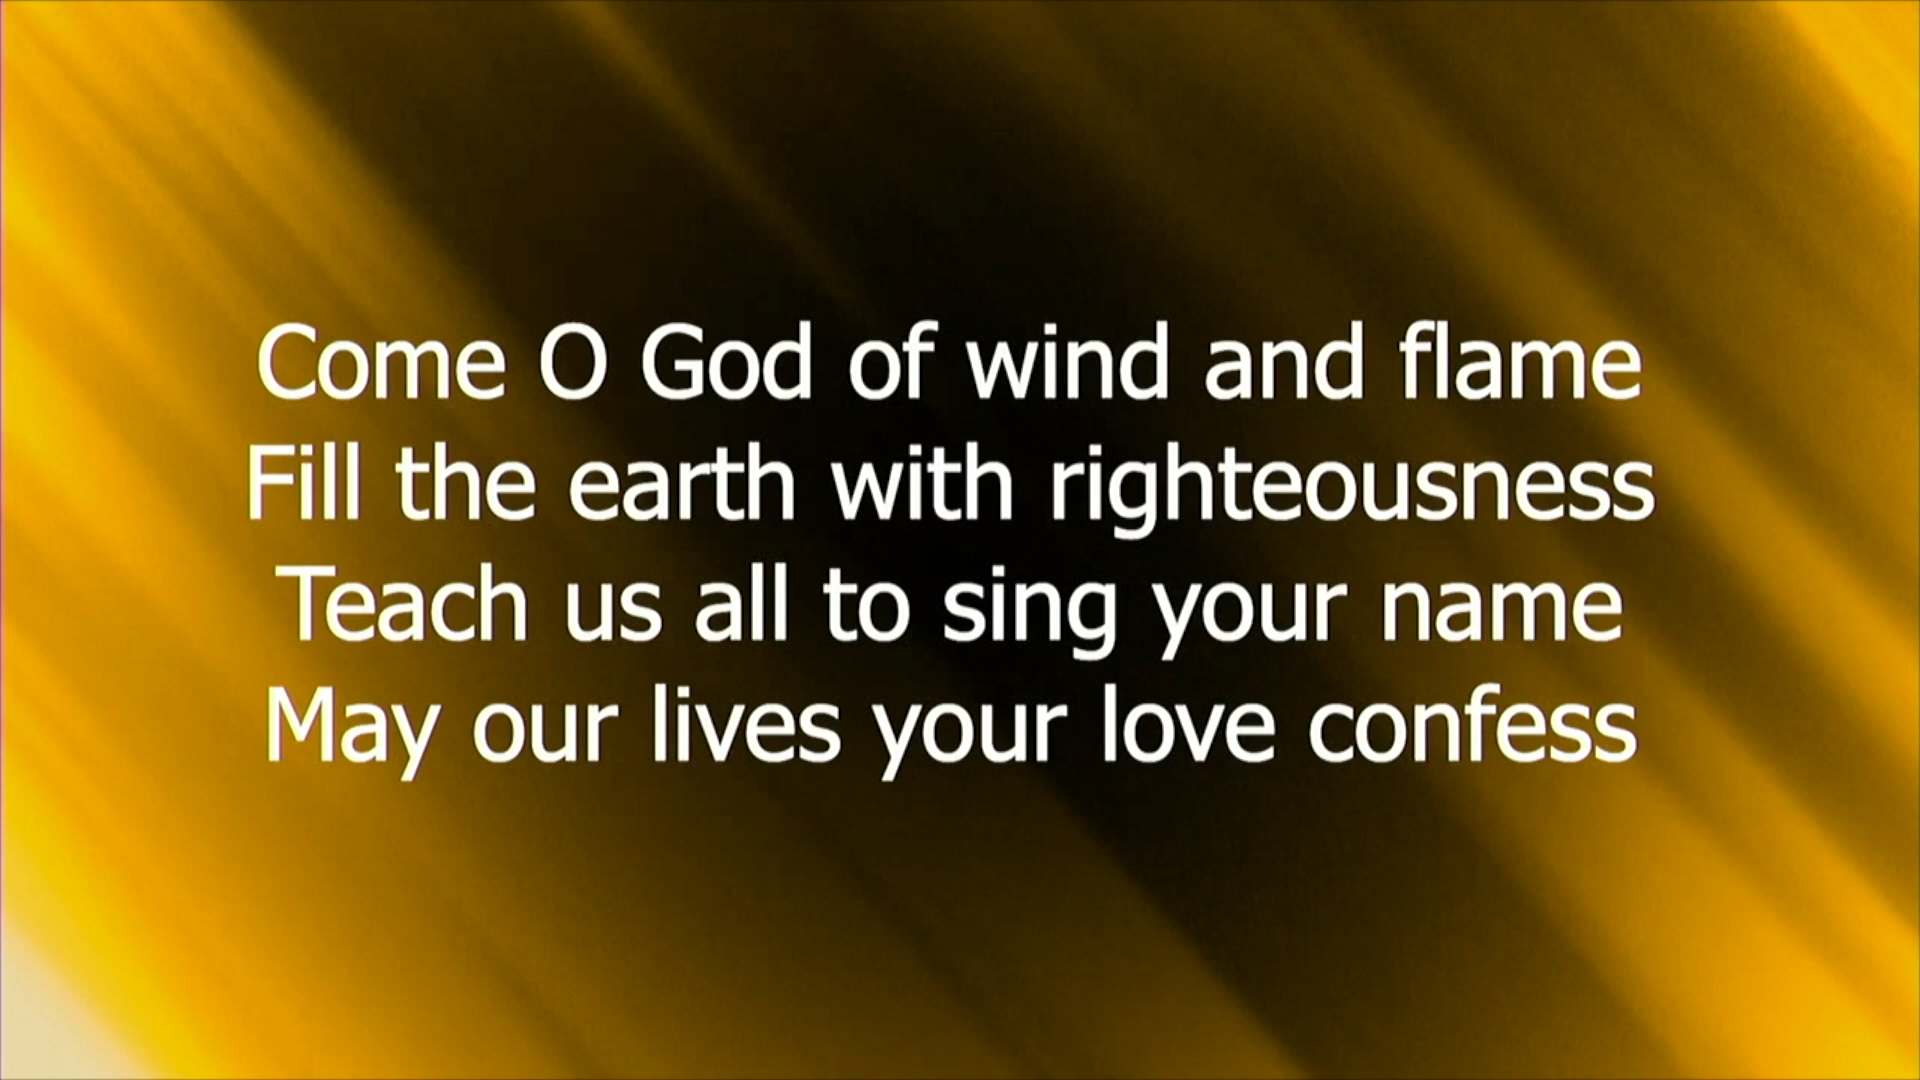 Come O God of wind and flame
Fill the earth with righteousness
Teach us all to sing your name
May our lives your love confess